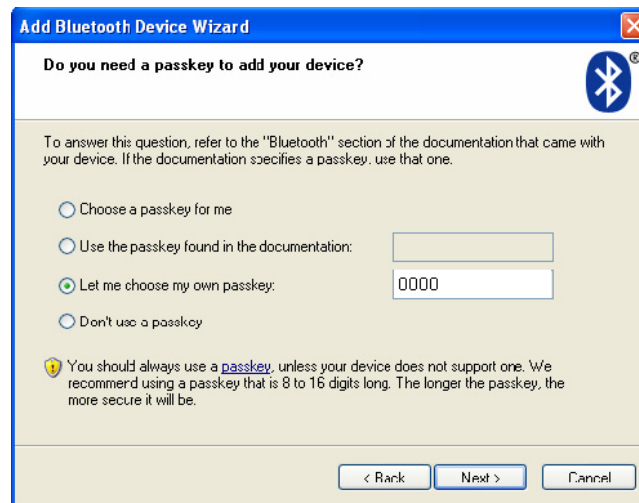 Add Bluetooth Device Wizard
Do you need a passkey to add your device?
®
To answer this question, refer to the "Bluetooth" section of the documentation that came with
your device. If the documentation specifies a passkey, use that one.
Choose a passkey for me
Use the passkey found in the documentation:
Let me choose my own passkey:
0000
Don't use a passkey
You should always use a passkey, unless your device does not support one. We
recommend using a passkey that is 8 to 16 digits long. The longer the passkey, the
more secure it will be.
< Back
Next >
Cancel